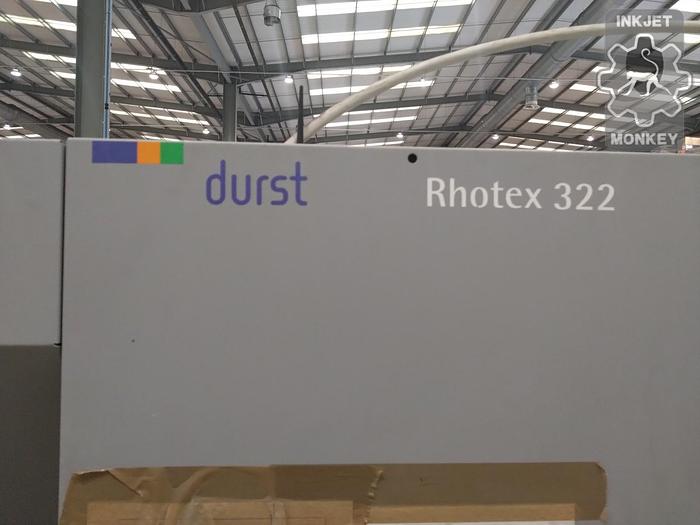 INKJET
MONKEY
durst
Rhotex 322